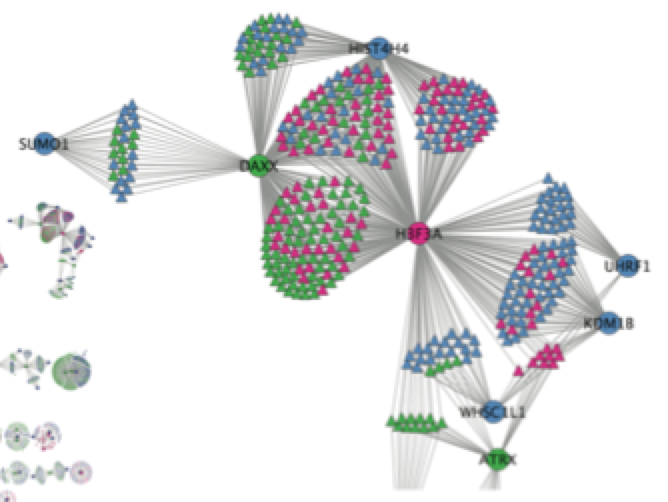 HIST4H4
SUMO1
DAXX
H3F3A
UHRF1
KDM1B
WHSC1L1
ATRX